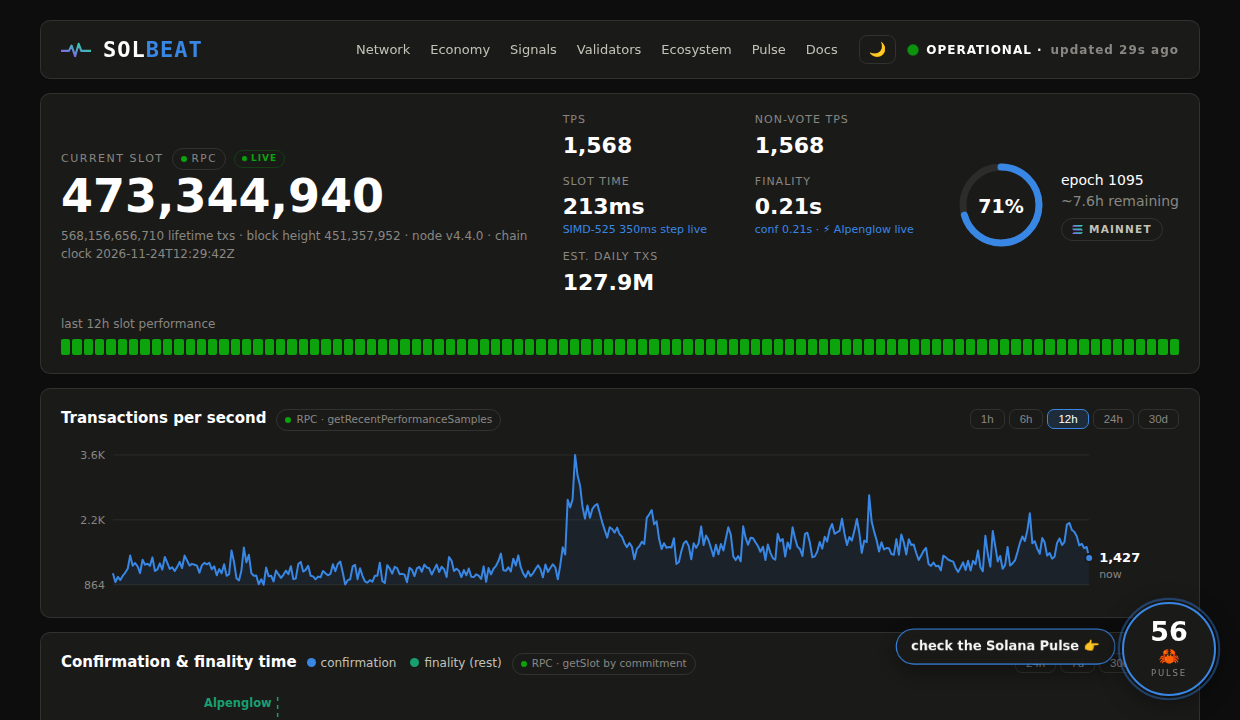 SOLBEAT
Network Economy Signals Validators Ecosystem Pulse Docs
OPERATIONAL · updated 29s ago
CURRENT SLOT RPC LIVE
473,344,940
568,156,656,710 lifetime txs · block height 451,357,952 · node v4.4.0 · chain
clock 2026-11-24T12:29:42Z
TPS
1,568
NON-VOTE TPS
1,568
SLOT TIME
213ms
SIMD-525 350ms step live
FINALITY
0.21s
conf 0.21s · ⚡ Alpenglow live
EST. DAILY TXS
127.9M
71%
epoch 1095
~7.6h remaining
MAINNET
last 12h slot performance
Transactions per second RPC · getRecentPerformanceSamples
1h 6h 12h 24h 30d
3.6K
2.2K
864
1,427
now
Confirmation & finality time confirmation finality (rest) RPC · getSlot by commitment
check the Solana Pulse 👉
56
🦀
PULSE
Alpenglow